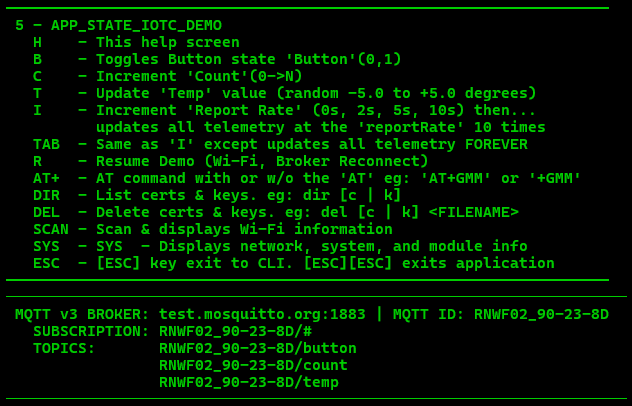 5 - APP_STATE_IOTC_DEMO
H    - This help screen
B    - Toggles Button state 'Button'(0,1)
C    - Increment 'Count'(0->N)
T    - Update 'Temp' value (random -5.0 to +5.0 degrees)
I    - Increment 'Report Rate' (0s, 2s, 5s, 10s) then...
updates all telemetry at the 'reportRate' 10 times
TAB  - Same as 'I' except updates all telemetry FOREVER
R    - Resume Demo (Wi-Fi, Broker Reconnect)
AT+  - AT command with or w/o the 'AT' eg: 'AT+GMM' or '+GMM'
DIR  - List certs & keys. eg: dir [c | k]
DEL  - Delete certs & keys. eg: del [c | k] <FILENAME>
SCAN - Scan & displays Wi-Fi information
SYS  - SYS  - Displays network, system, and module info
ESC  - [ESC] key exit to CLI. [ESC][ESC] exits application
MQTT v3 BROKER: test.mosquitto.org:1883 | MQTT ID: RNWF02_90-23-8D
SUBSCRIPTION: RNWF02_90-23-8D/#
TOPICS:       RNWF02_90-23-8D/button
RNWF02_90-23-8D/count
RNWF02_90-23-8D/temp